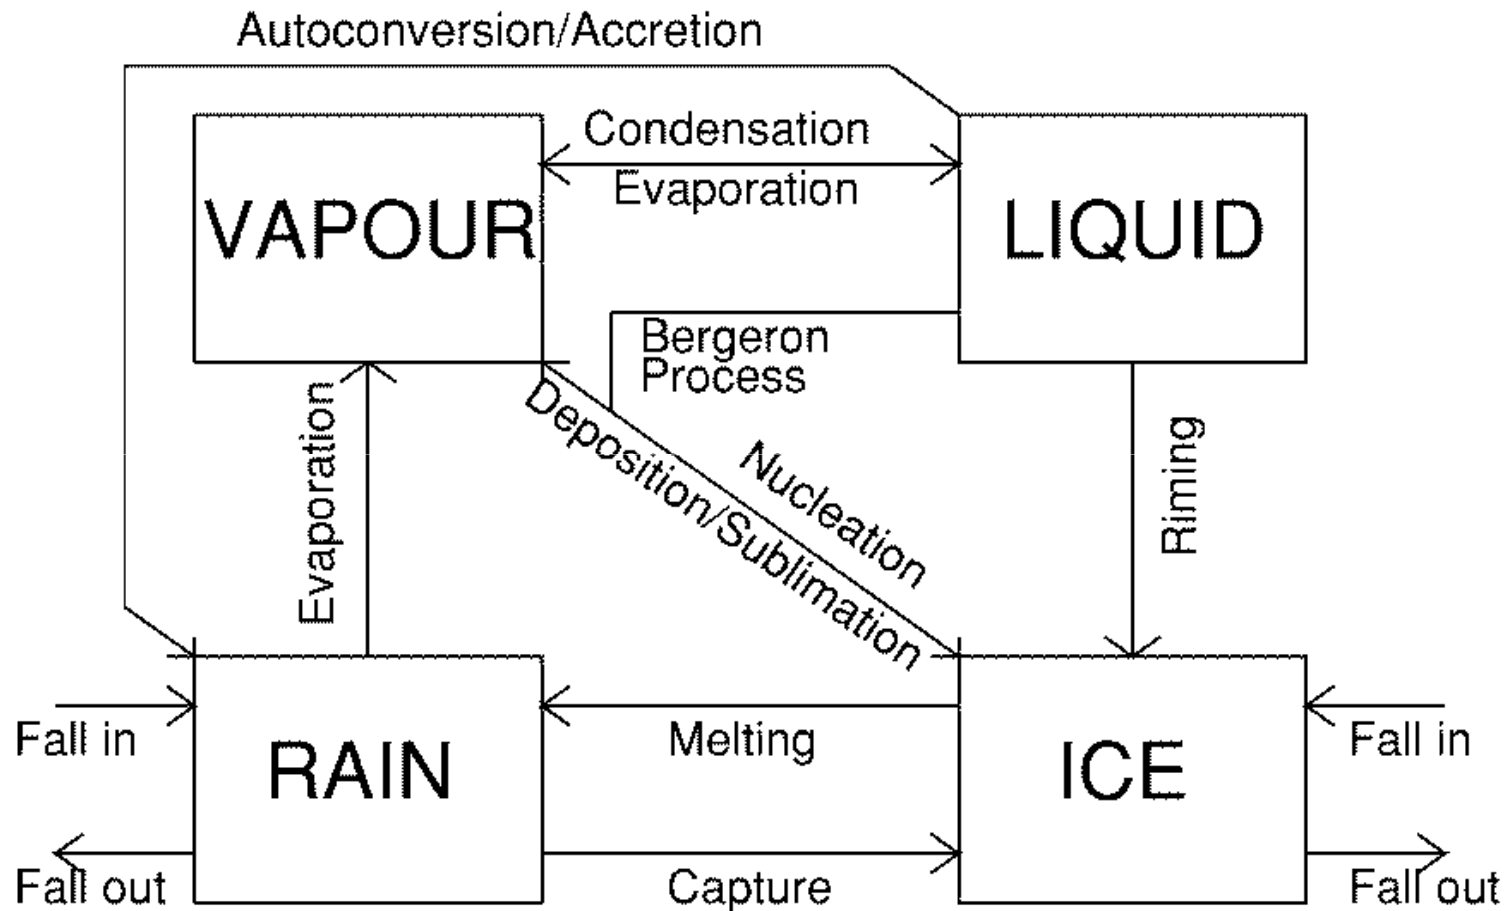 Autoconversion/Accretion
Condensation
VAPOUR
Evaporation
LIQUID
Bergeron
Process
Evaporation
Deposition/Sublimation
Nucleation
Riming
Fall in
RAIN
Melting
ICE
Fall in
Fall out
Capture
Fall out